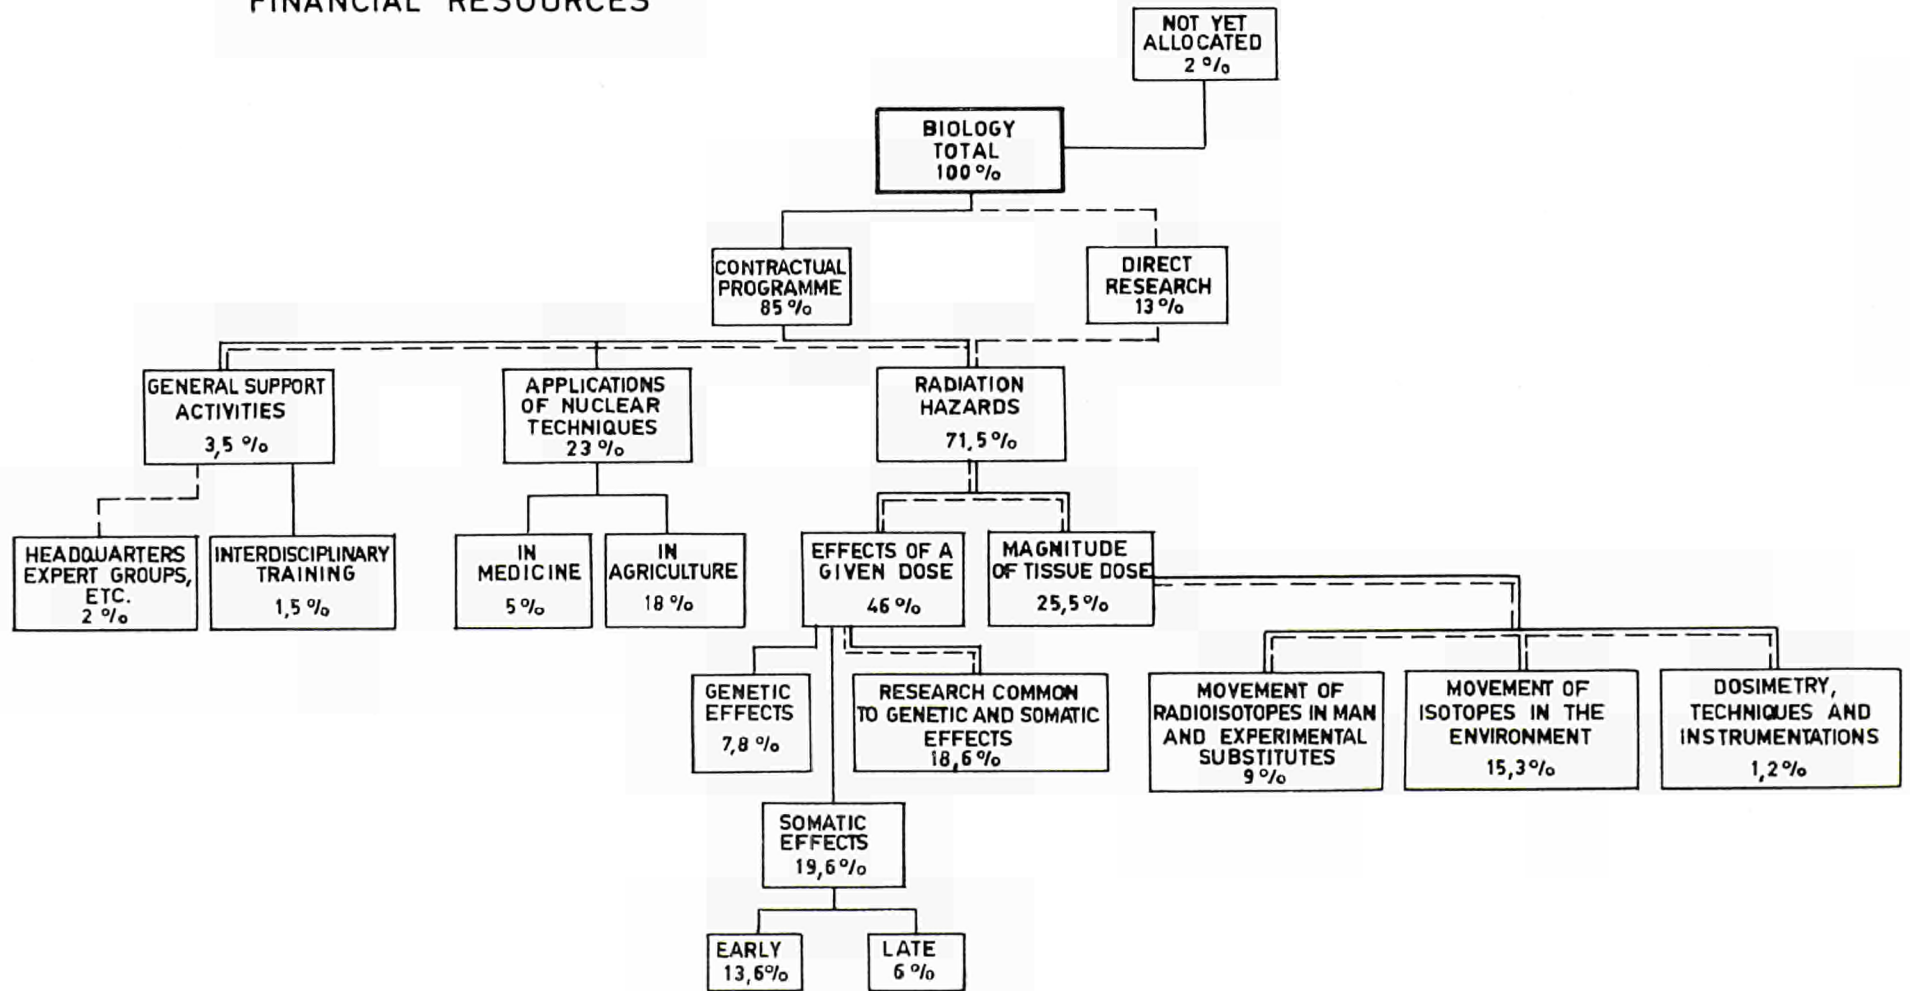 FINANCIAL RESOURCES
NOT YET
ALLOCATED
2 %
BIOLOGY
TOTAL
100 %
CONTRACTUAL
PROGRAMME
85 %
DIRECT
RESEARCH
13 %
GENERAL SUPPORT
ACTIVITIES
3,5 %
APPLICATIONS
OF NUCLEAR
TECHNIQUES
23 %
RADIATION
HAZARDS
71,5 %
HEADQUARTERS
EXPERT GROUPS,
ETC.
2 %
INTERDISCIPLINARY
TRAINING
1,5 %
IN
MEDICINE
5 %
IN
AGRICULTURE
18 %
EFFECTS OF A
GIVEN DOSE
46 %
MAGNITUDE
OF TISSUE DOSE
25,5 %
GENETIC
EFFECTS
7,8 %
RESEARCH COMMON
TO GENETIC AND SOMATIC
EFFECTS
18,6 %
MOVEMENT OF
RADIOISOTOPES IN MAN
AND EXPERIMENTAL
SUBSTITUTES
9 %
MOVEMENT OF
ISOTOPES IN THE
ENVIRONMENT
15,3 %
DOSIMETRY,
TECHNIQUES AND
INSTRUMENTATIONS
1,2 %
SOMATIC
EFFECTS
19,6 %
EARLY
13,6 %
LATE
6 %